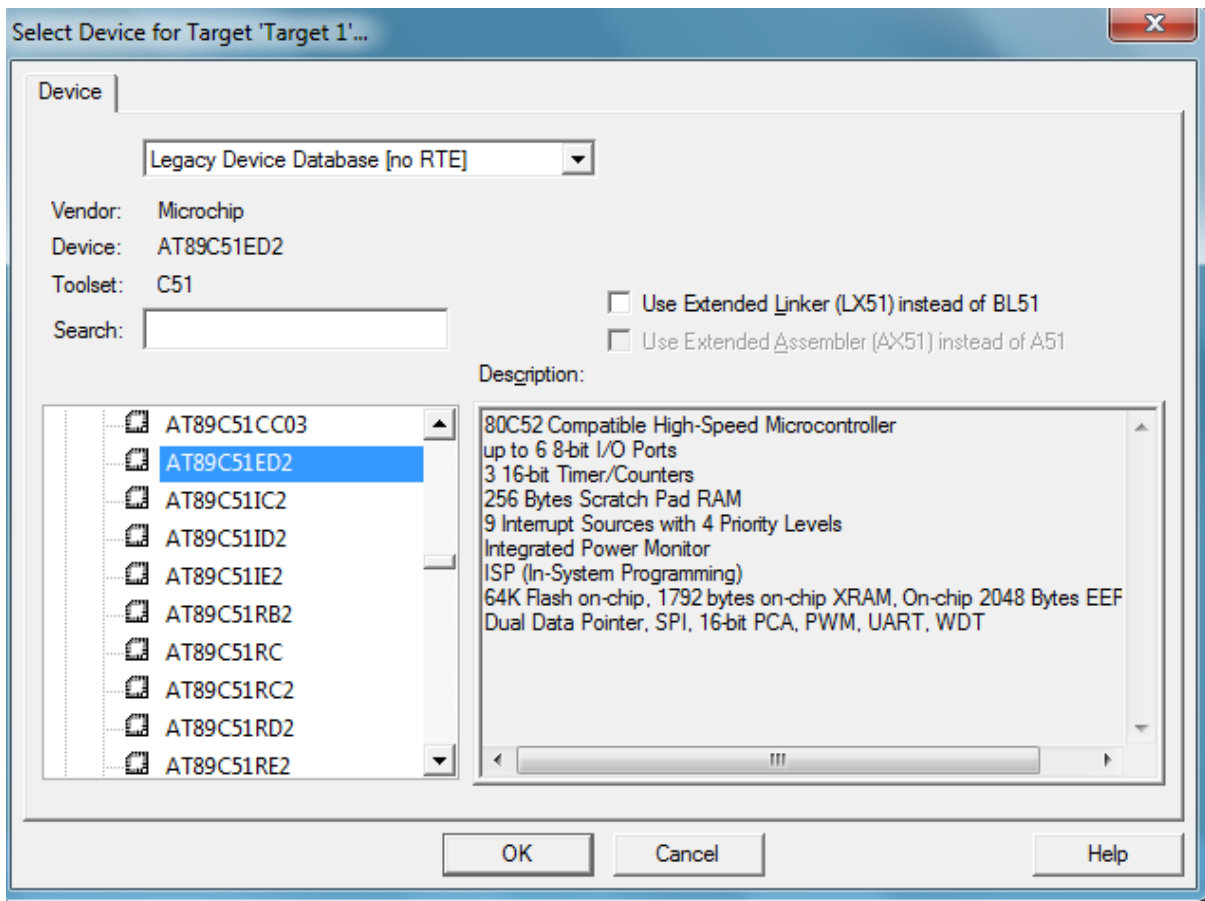 Select Device for Target 'Target 1'...
Device
Legacy Device Database [no RTE]
Vendor: Microchip
Device: AT89C51ED2
Toolset: C51
Search:
Use Extended Linker (LX51) instead of BL51
Use Extended Assembler (AX51) instead of A51
Description:
AT89C51CC03
AT89C51ED2
AT89C51IC2
AT89C51ID2
AT89C51IE2
AT89C51RB2
AT89C51RC
AT89C51RC2
AT89C51RD2
AT89C51RE2
80C52 Compatible High-Speed Microcontroller
up to 6 8-bit I/O Ports
3 16-bit Timer/Counters
256 Bytes Scratch Pad RAM
9 Interrupt Sources with 4 Priority Levels
Integrated Power Monitor
ISP (In-System Programming)
64K Flash on-chip, 1792 bytes on-chip XRAM, On-chip 2048 Bytes EEF
Dual Data Pointer, SPI, 16-bit PCA, PWM, UART, WDT
OK
Cancel
Help